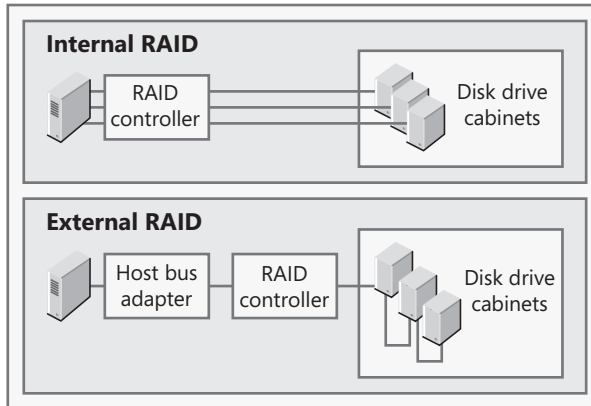 Internal RAID
RAID
controller
Disk drive
cabinets
External RAID
Host bus
adapter
RAID
controller
Disk drive
cabinets